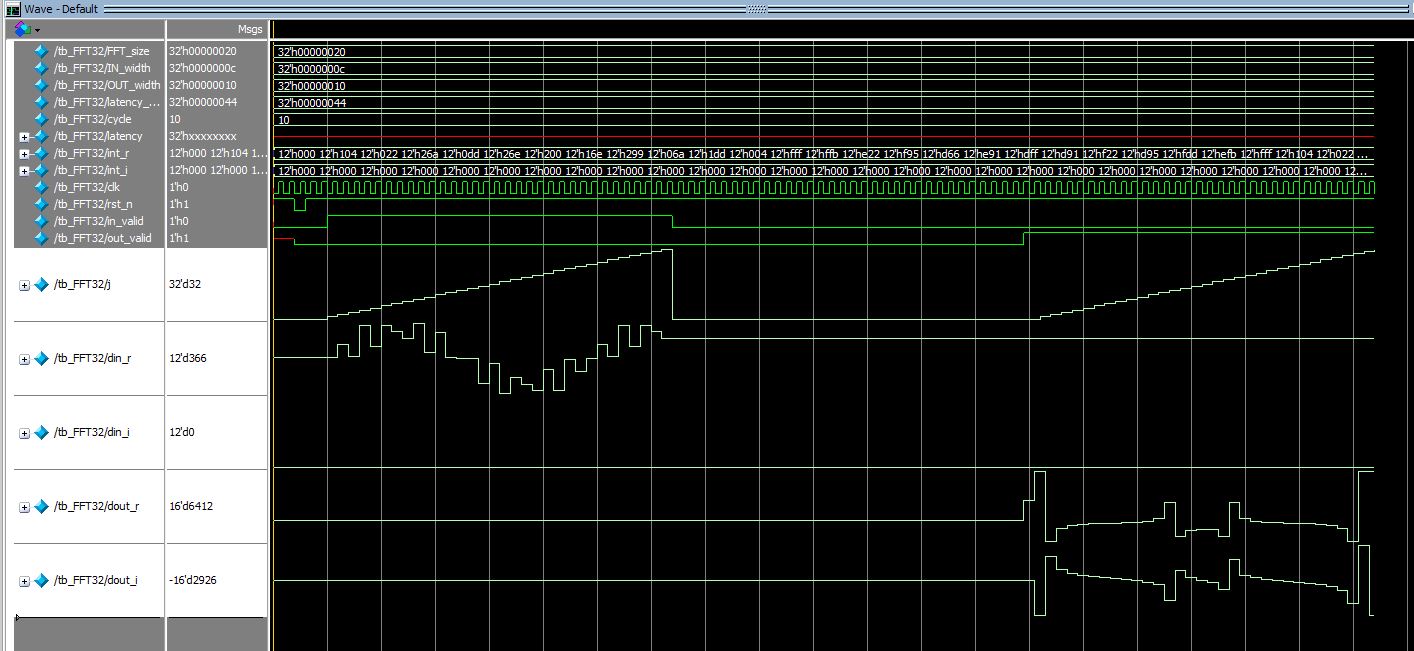 Wave - Default
Msgs
/tb_FFT32/FFT_size 32'h00000020 32'h00000020
/tb_FFT32/IN_width 32'h0000000c 32'h0000000c
/tb_FFT32/OUT_width 32'h00000010 32'h00000010
/tb_FFT32/latency_... 32'h00000044 32'h00000044
/tb_FFT32/cycle 10 10
/tb_FFT32/latency 32'hxxxxxxxx
/tb_FFT32/int_r 12'h000 12'h104 1... 12'h000 12'h104 12'h022 12'h26a 12'h0dd 12'h26e 12'h200 12'h16e 12'h299 12'h06a 12'h1dd 12'h004 12'hfff 12'hffb 12'he22 12'hf95 12'hd66 12'he91 12'hdff 12'hd91 12'hf22 12'hd95 12'hfdd 12'hefb 12'hfff 12'h104 12'h022 ...
/tb_FFT32/int_i 12'h000 12'h000 1... 12'h000 12'h000 12'h000 12'h000 12'h000 12'h000 12'h000 12'h000 12'h000 12'h000 12'h000 12'h000 12'h000 12'h000 12'h000 12'h000 12'h000 12'h000 12'h000 12'h000 12'h000 12'h000 12'h000 12'h000 12'h000 12'h000 12'...
/tb_FFT32/clk 1'h0
/tb_FFT32/rst_n 1'h1
/tb_FFT32/in_valid 1'h0
/tb_FFT32/out_valid 1'h1
/tb_FFT32/j 32'd32
/tb_FFT32/din_r 12'd366
/tb_FFT32/din_i 12'd0
/tb_FFT32/dout_r 16'd6412
/tb_FFT32/dout_i -16'd2926